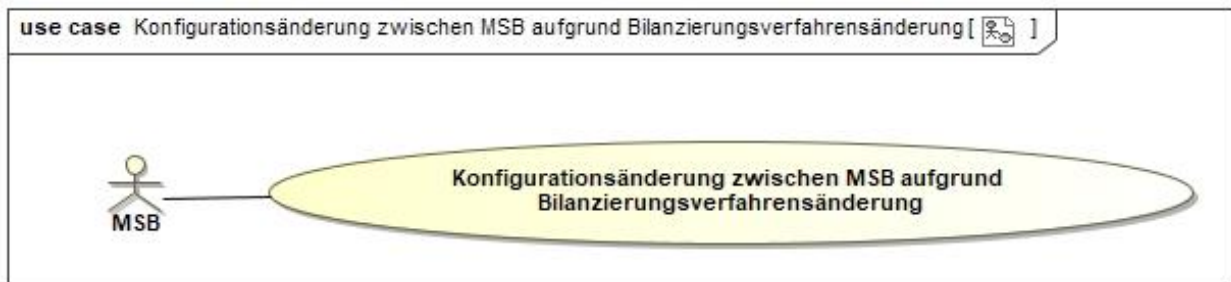 use case Konfigurationsänderung zwischen MSB aufgrund Bilanzierungsverfahrensänderung[ ]
Konfigurationsänderung zwischen MSB aufgrund
Bilanzierungsverfahrensänderung
MSB